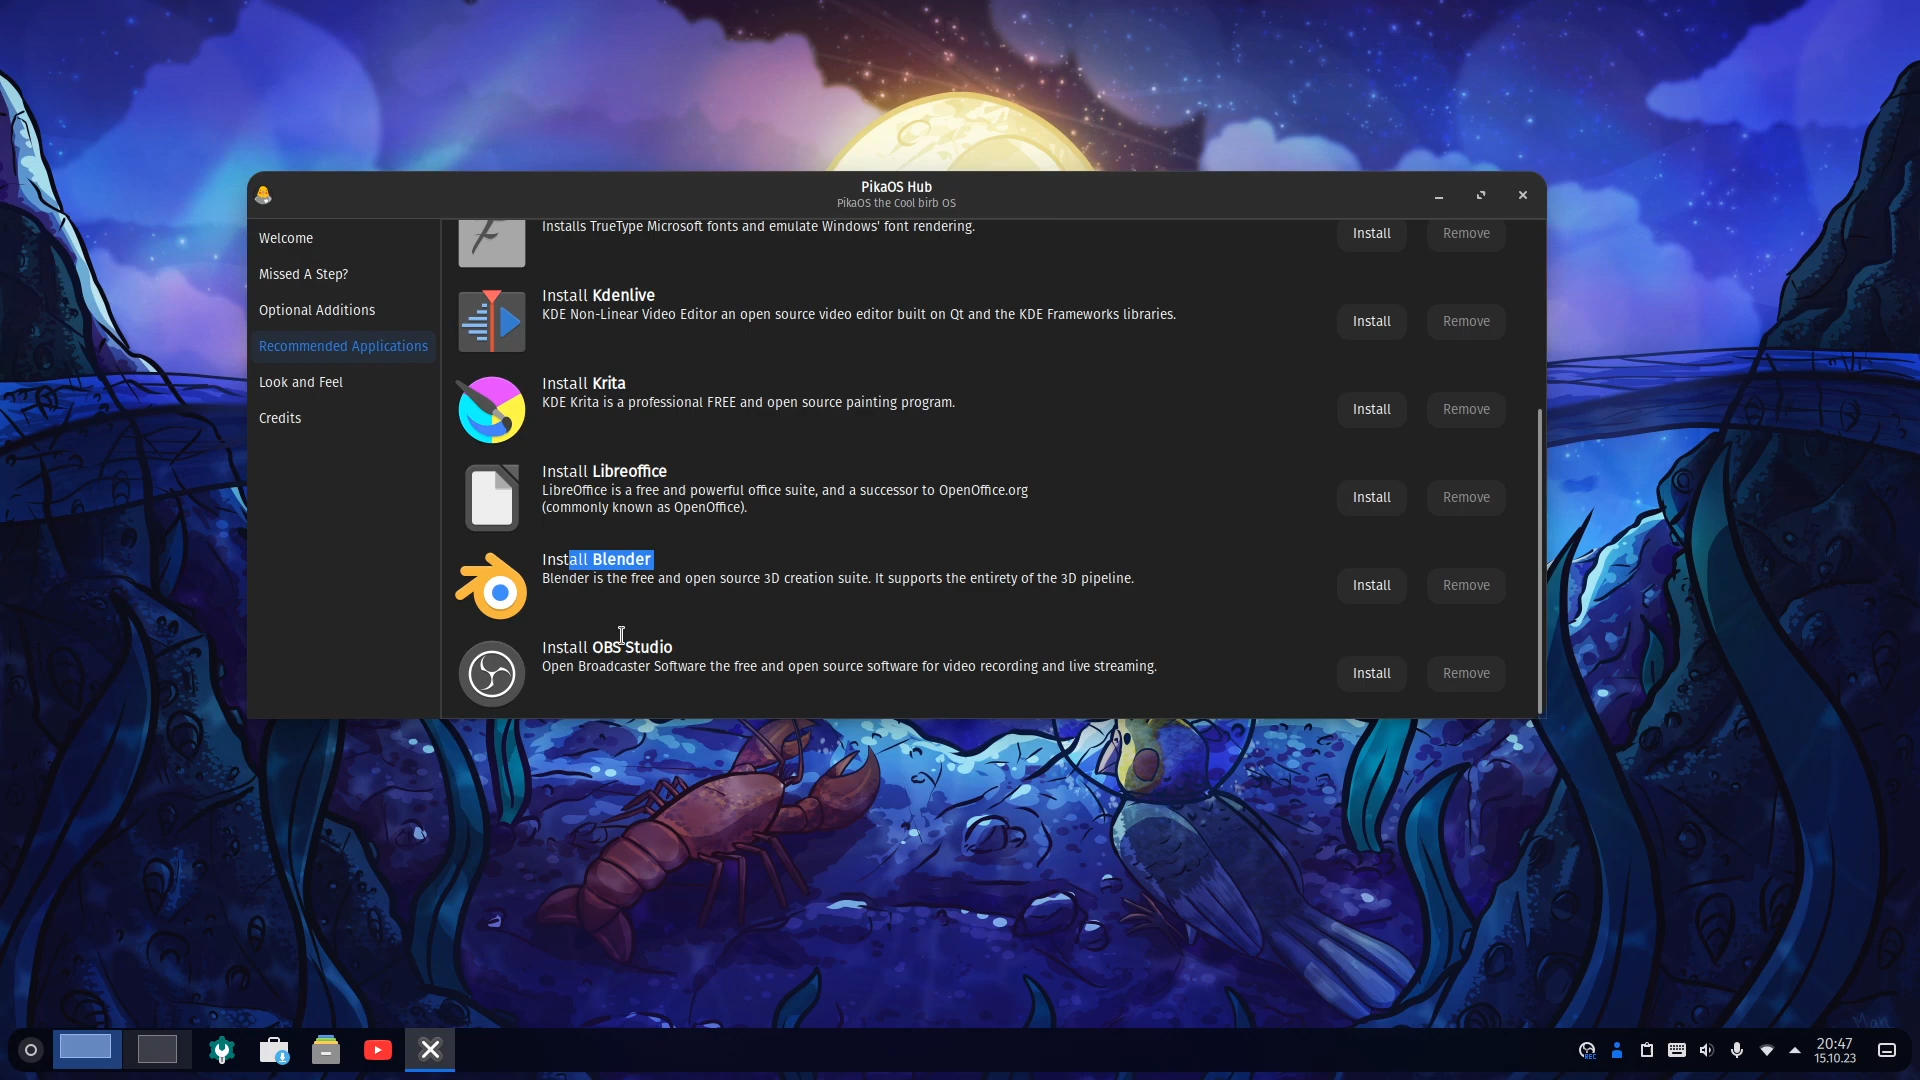 PikaOS Hub
PikaOS the Cool birb OS
Welcome
Missed A Step?
Optional Additions
Recommended Applications
Look and Feel
Credits
Installs TrueType Microsoft fonts and emulate Windows' font rendering.
Install Remove
Install Kdenlive
KDE Non-Linear Video Editor an open source video editor built on Qt and the KDE Frameworks libraries.
Install Remove
Install Krita
KDE Krita is a professional FREE and open source painting program.
Install Remove
Install Libreoffice
LibreOffice is a free and powerful office suite, and a successor to OpenOffice.org
(commonly known as OpenOffice).
Install Remove
Install Blender
Blender is the free and open source 3D creation suite. It supports the entirety of the 3D pipeline.
Install Remove
Install OBS Studio
Open Broadcaster Software the free and open source software for video recording and live streaming.
Install Remove
REC
20:47
15.10.23